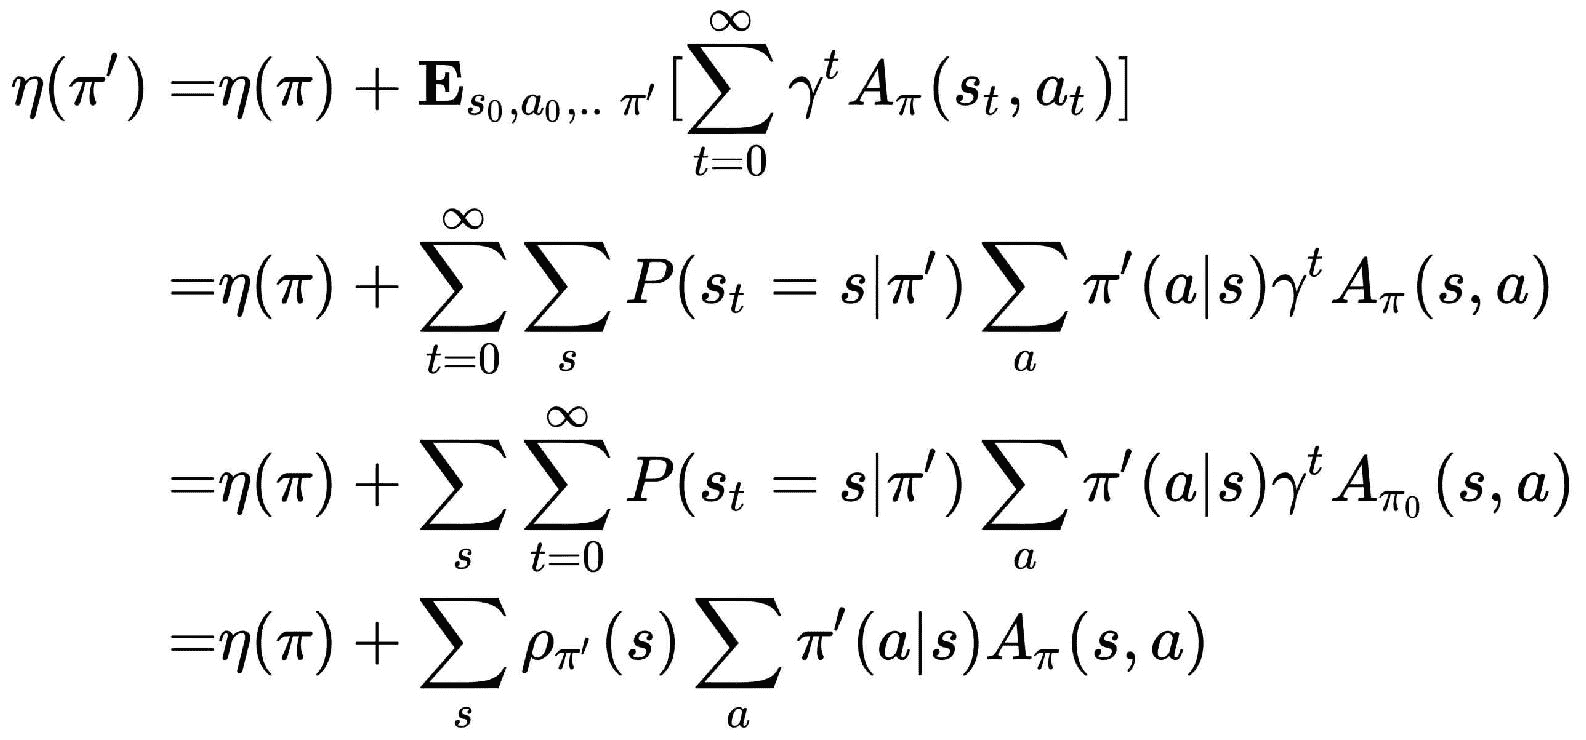 η(π′) =η(π) + E_{s_0,a_0,.. π′}[∑_{t=0}^{∞} γ^t A_π(s_t, a_t)]
=η(π) + ∑_{t=0}^{∞} ∑_s P(s_t = s|π′) ∑_a π′(a|s)γ^t A_π(s, a)
=η(π) + ∑_s ∑_{t=0}^{∞} P(s_t = s|π′) ∑_a π′(a|s)γ^t A_{π_0}(s, a)
=η(π) + ∑_s ρ_{π′}(s) ∑_a π′(a|s)A_π(s, a)